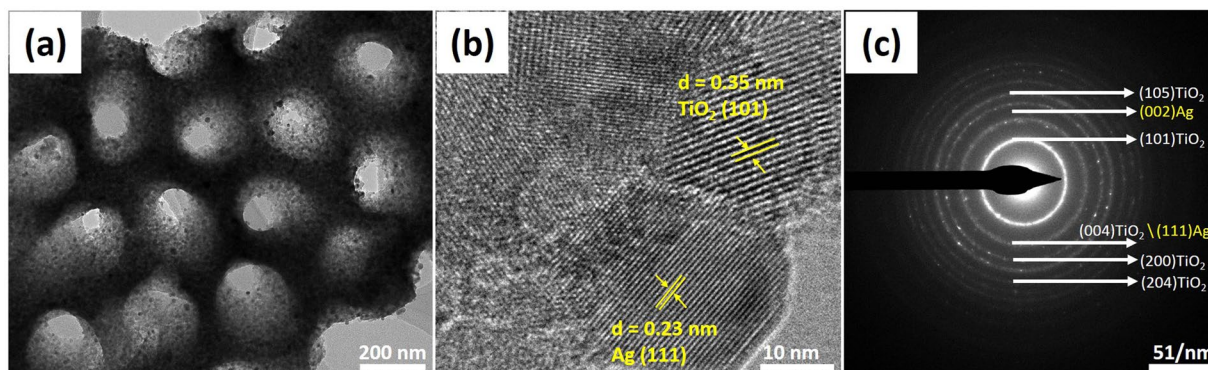 (a)
200 nm
(b)
d = 0.35 nm
TiO₂ (101)
d = 0.23 nm
Ag (111)
10 nm
(c)
(105)TiO₂
(002)Ag
(101)TiO₂
(004)TiO₂\(111)Ag
(200)TiO₂
(204)TiO₂
51/nm